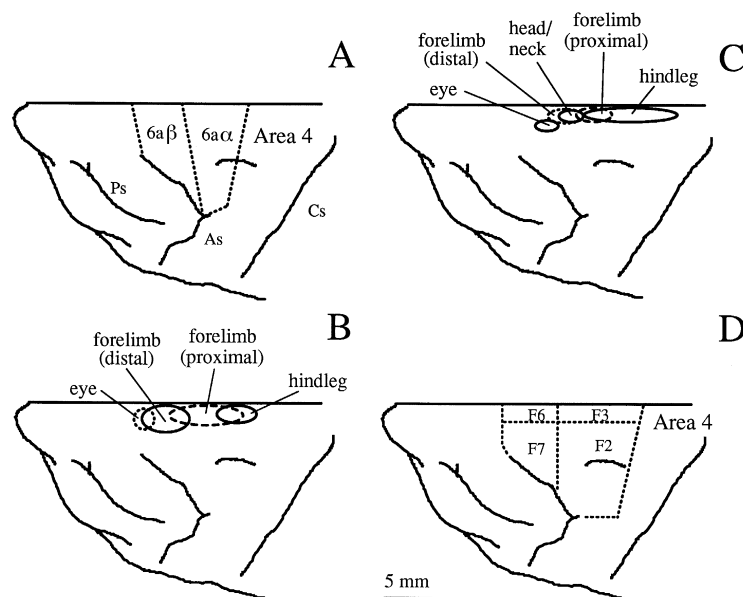 A
6aβ
6aα
Area 4
Ps
As
Cs
B
forelimb
(distal)
forelimb
(proximal)
eye
hindleg
C
head/
neck
forelimb
(proximal)
forelimb
(distal)
hindleg
eye
D
F6
F3
Area 4
F7
F2
5 mm